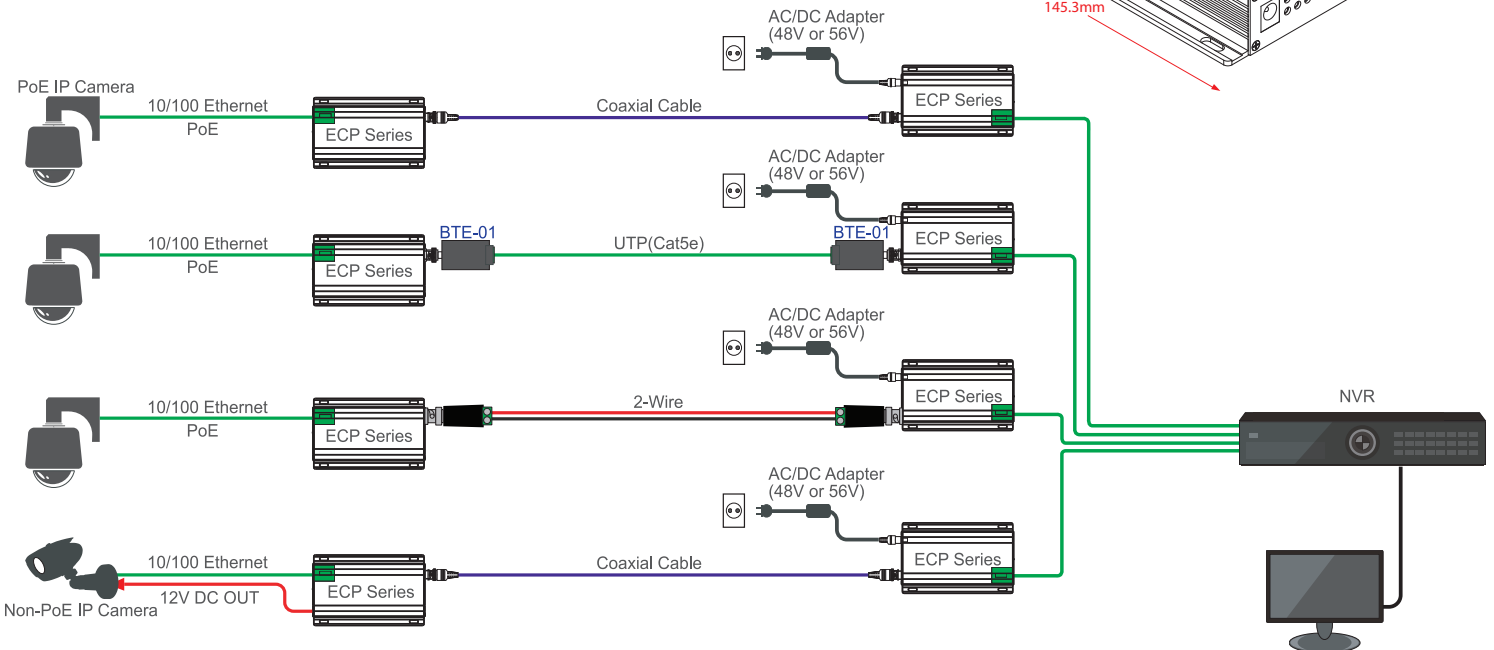 145.3mm
AC/DC Adapter
(48V or 56V)
PoE IP Camera
10/100 Ethernet
PoE
ECP Series
Coaxial Cable
ECP Series
AC/DC Adapter
(48V or 56V)
10/100 Ethernet
PoE
ECP Series
BTE-01
UTP(Cat5e)
BTE-01
ECP Series
AC/DC Adapter
(48V or 56V)
10/100 Ethernet
PoE
ECP Series
2-Wire
ECP Series
NVR
AC/DC Adapter
(48V or 56V)
10/100 Ethernet
12V DC OUT
Non-PoE IP Camera
ECP Series
Coaxial Cable
ECP Series